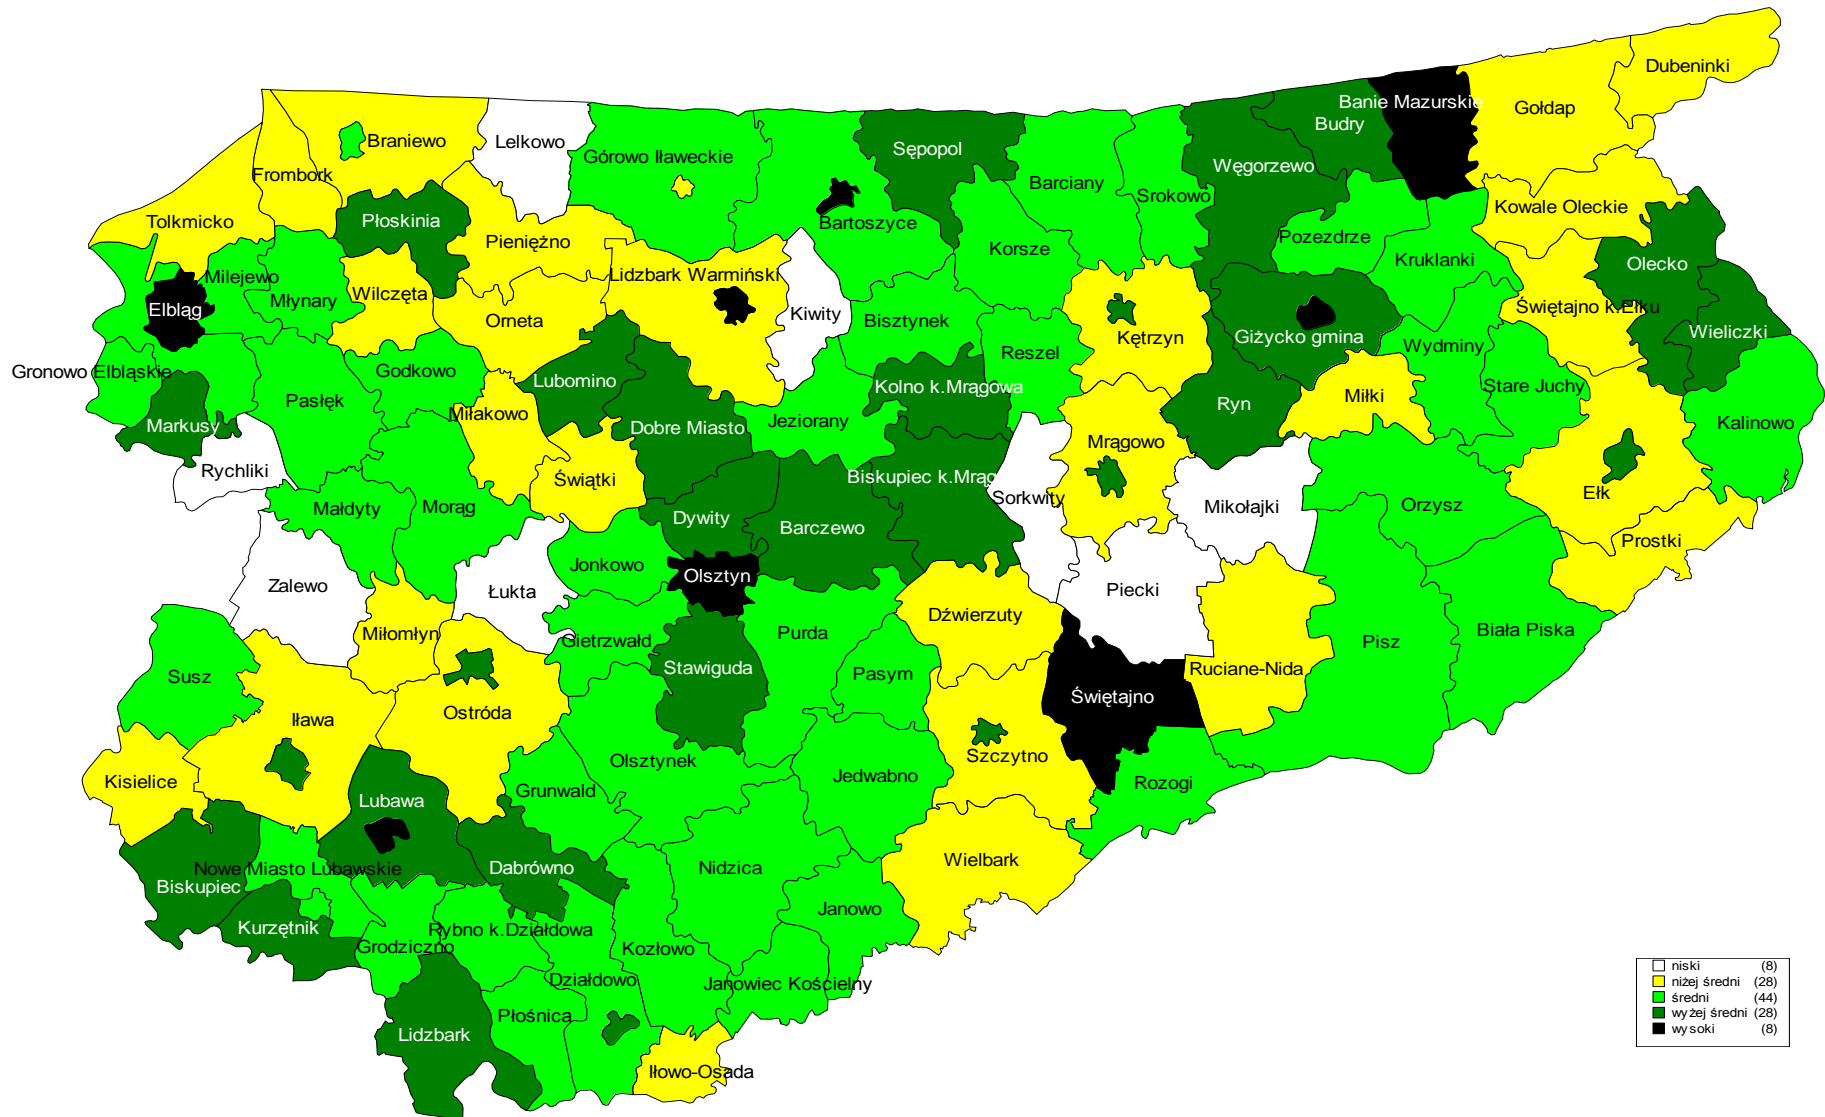 Dubeninki
Banie Mazurskie
Gołdap
Budry
Braniewo
Lelkowo
Górowo Iławeckie
Sępopol
Węgorzewo
Frombork
Barciany
Srokowo
Kowale Oleckie
Tolkmicko
Płoskinia
Bartoszyce
Pieniężno
Korsze
Pozezdrze
Kruklanki
Olecko
Milejewo
Lidzbark Warmiński
Młynary
Wilczęta
Świętajno k.Ełku
Elbląg
Orneta
Kiwity
Bisztynek
Kętrzyn
Giżycko gmina
Wieliczki
Wydminy
Reszel
Gronowo Elbląskie
Godkowo
Lubomino
Kolno k.Mrągowa
Stare Juchy
Pasłęk
Miłki
Ryn
Miłakowo
Markusy
Dobre Miasto
Jeziorany
Kalinowo
Mrągowo
Rychliki
Świątki
Biskupiec k.Mrąg
Sorkwity
Ełk
Małdyty
Morąg
Mikołajki
Orzysz
Dywity
Barczewo
Prostki
Jonkowo
Olsztyn
Zalewo
Łukta
Piecki
Dźwierzuty
Miłomłyn
Gietrzwałd
Purda
Pisz
Biała Piska
Susz
Stawiguda
Pasym
Ruciane-Nida
Świętajno
Iława
Ostróda
Szczytno
Olsztynek
Jedwabno
Kisielice
Grunwald
Rozogi
Lubawa
Wielbark
Nowe Miasto Lubawskie
Dabrówno
Nidzica
Biskupiec
Janowo
Kurzętnik
Rybno k.Działdowa
Grodziczno
Kozłowo
Działdowo
Janowiec Kościelny
Płośnica
Lidzbark
Iłowo-Osada
niski (8)
niżej średni (28)
średni (44)
wyżej średni (28)
wysoki (8)